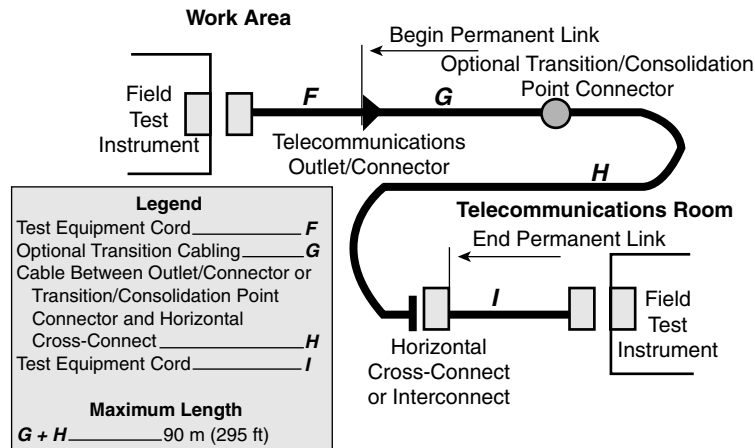 Work Area
Begin Permanent Link
Optional Transition/Consolidation
Point Connector
Field
Test
Instrument
F
G
Telecommunications
Outlet/Connector
H
Telecommunications Room
End Permanent Link
I
Field
Test
Instrument
Horizontal
Cross-Connect
or Interconnect
Legend
Test Equipment Cord F
Optional Transition Cabling G
Cable Between Outlet/Connector or
Transition/Consolidation Point
Connector and Horizontal
Cross-Connect H
Test Equipment Cord I
Maximum Length
G + H 90 m (295 ft)